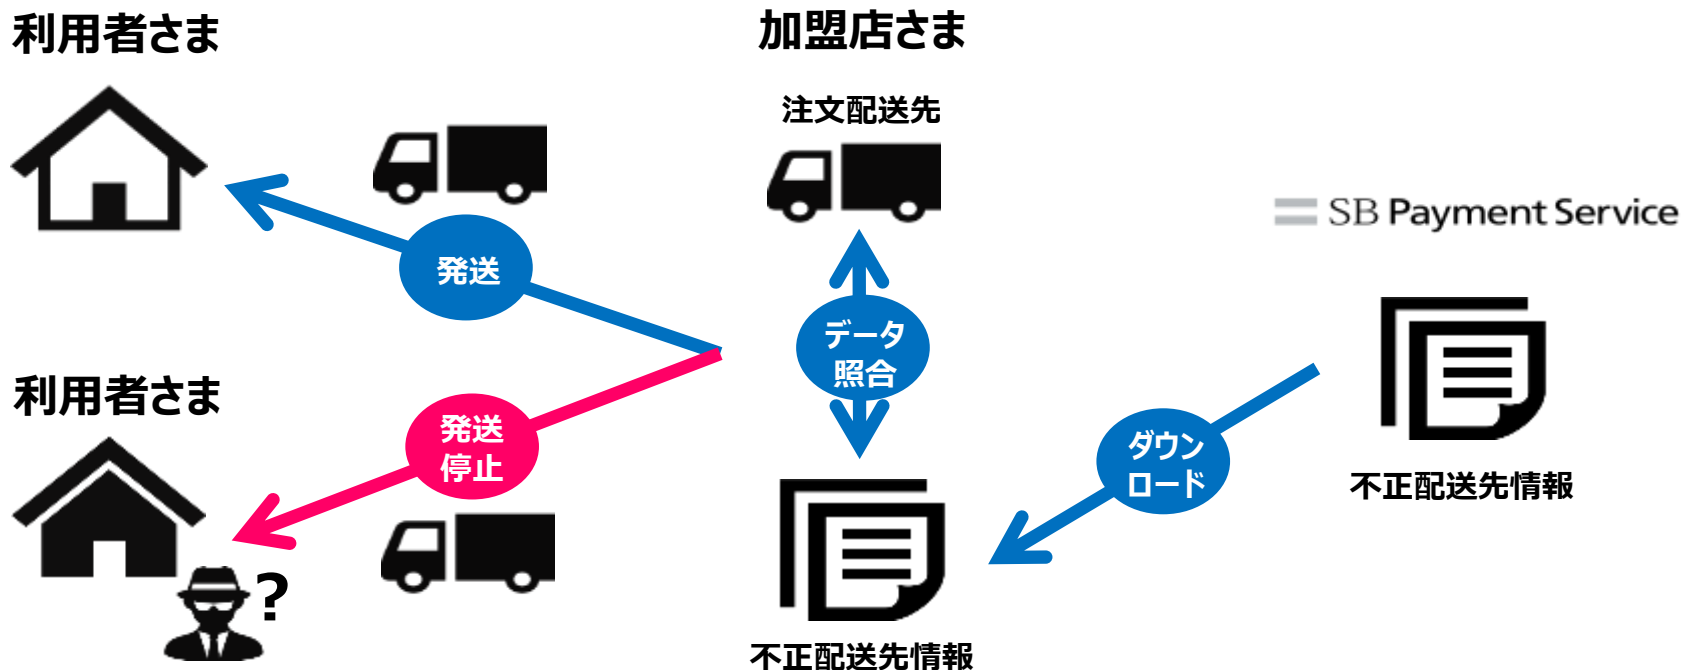 利用者さま
加盟店さま
注文配送先
SB Payment Service
発送
データ
照合
利用者さま
発送
停止
ダウン
ロード
不正配送先情報
?
不正配送先情報